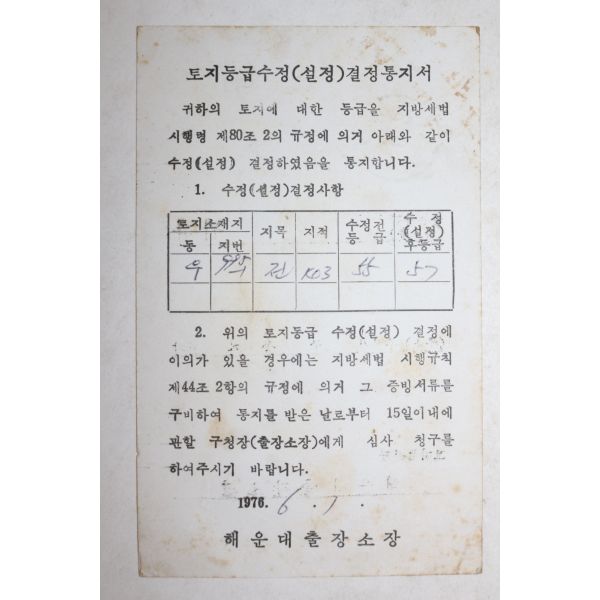 토지등급수정(설정)결정통지서
귀하의 토지에 대한 등급을 지방세법
시행령 제80조 2의 규정에 의거 아래와 같이
수정(설정) 결정하였음을 통지합니다.
1. 수정(설정)결정사항
토지소재지 지목 지적 수정전등급 수정(설정)후등급
동 지번
우 전 55 57
2. 위의 토지등급 수정(설정) 결정에
이의가 있을 경우에는 지방세법 시행규칙
제44조 2항의 규정에 의거 그 증빙서류를
구비하여 통지를 받은 날로부터 15일이내에
관할 구청장(출장소장)에게 심사 청구를
하여주시기 바랍니다.
1976. 6. 1.
해운대출장소장